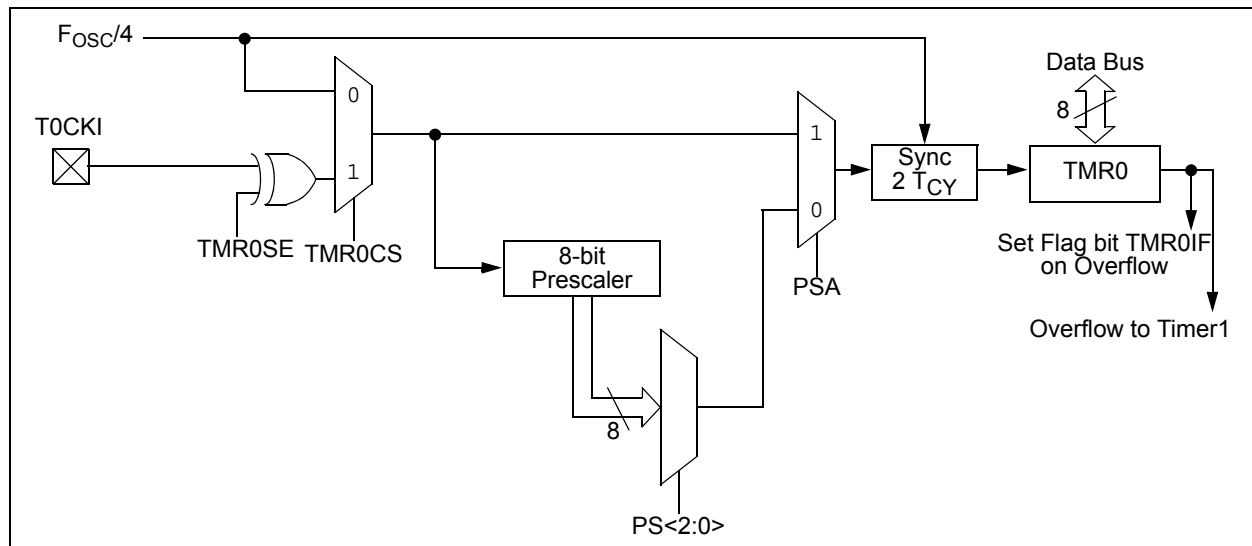 FOSC/4
Data Bus
8
T0CKI
0
1
1
0
Sync
2 TCY
TMR0
TMR0SE
TMR0CS
8-bit
Prescaler
PSA
Set Flag bit TMR0IF
on Overflow
Overflow to Timer1
8
PS<2:0>